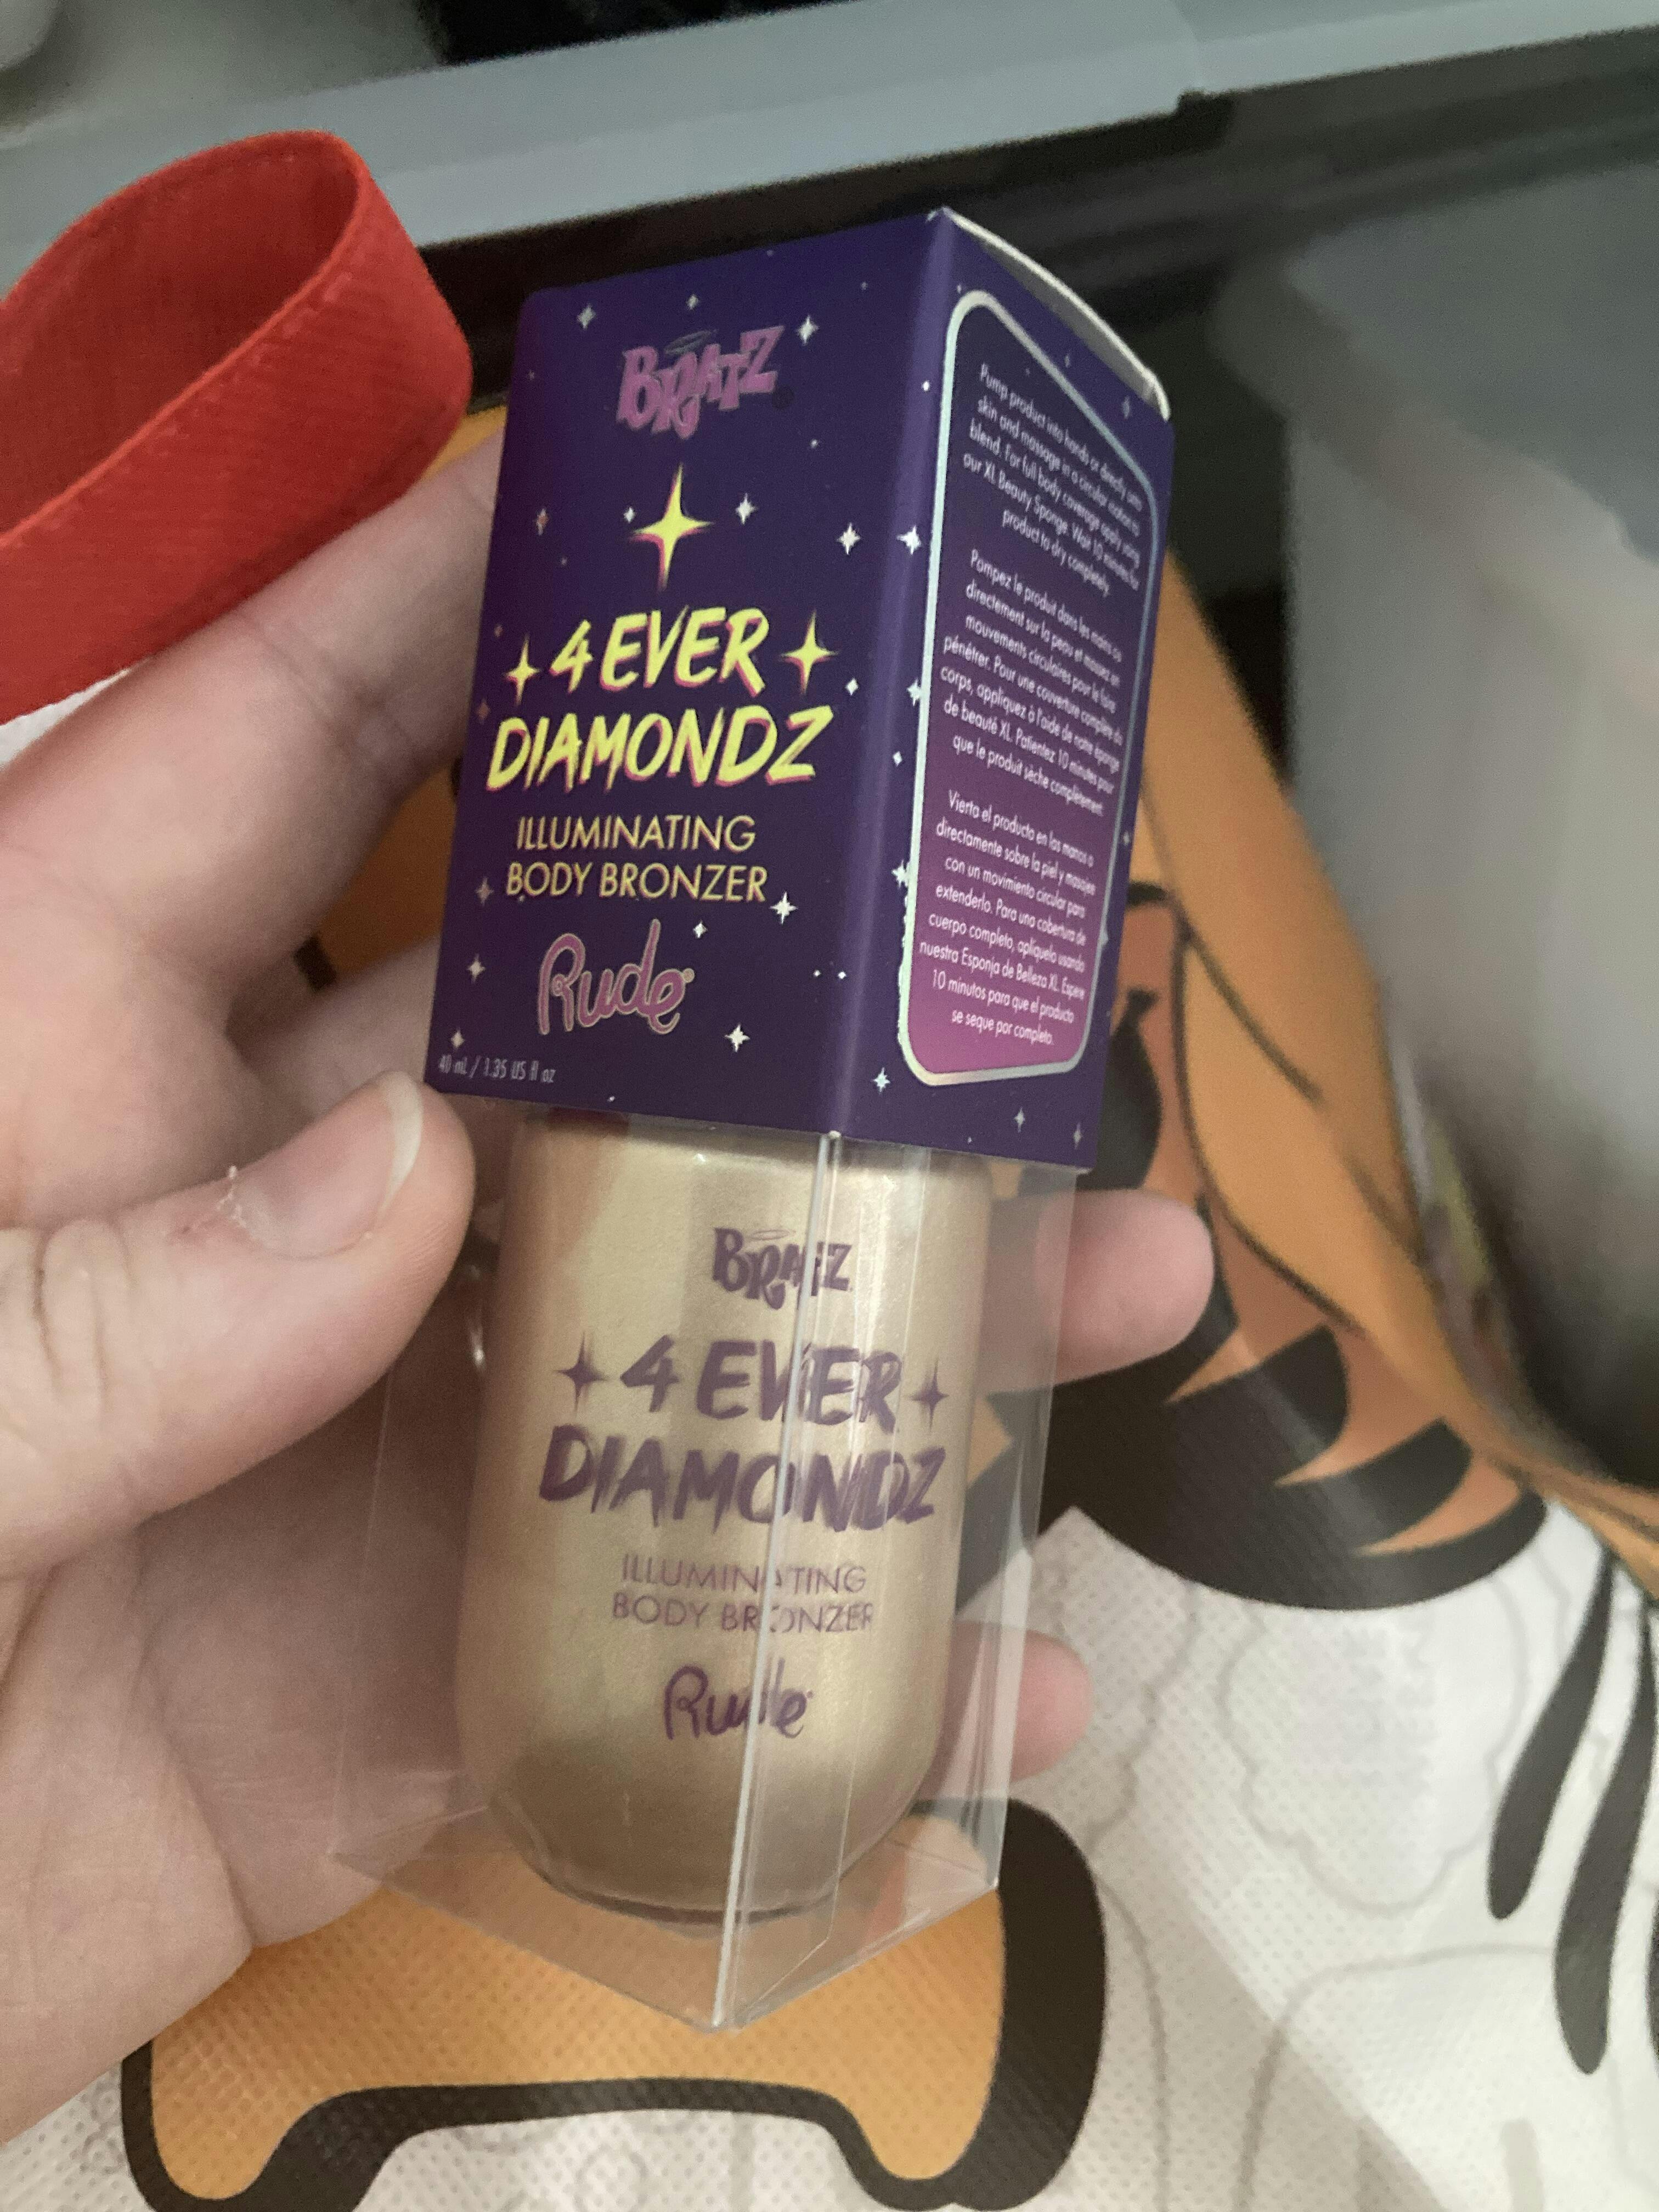 BRATZ
4 EVER
DIAMONDZ
ILLUMINATING
BODY BRONZER
Rude
40 mL / 1.35 US fl oz
Pump product into hands or directly onto
skin and massage in a circular motion to
blend. For full body coverage apply using
our XL Beauty Sponge. Wait 10 minutes for
product to dry completely.
Pompez le produit dans les mains ou
directement sur la peau et massez en
mouvements circulaires pour le faire
pénétrer. Pour une couverture complète du
corps, appliquez à l'aide de notre éponge
de beauté XL. Patientez 10 minutes pour
que le produit sèche complètement.
Vierta el producto en las manos o
directamente sobre la piel y masajee
con un movimiento circular para
extenderlo. Para una cobertura de
cuerpo completo, aplíquelo usando
nuestra Esponja de Belleza XL. Espere
10 minutos para que el producto
se seque por completo.
BRATZ
4 EVER
DIAMONDZ
ILLUMINATING
BODY BRONZER
Rude